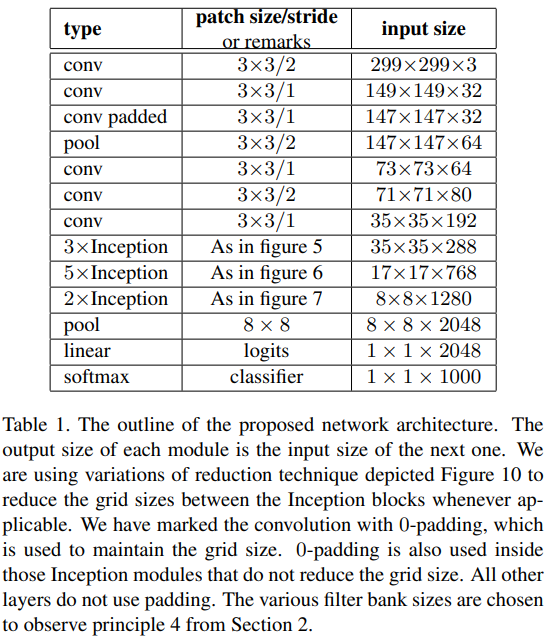 type patch size/stride or remarks input size
conv 3×3/2 299×299×3
conv 3×3/1 149×149×32
conv padded 3×3/1 147×147×32
pool 3×3/2 147×147×64
conv 3×3/1 73×73×64
conv 3×3/2 71×71×80
conv 3×3/1 35×35×192
3×Inception As in figure 5 35×35×288
5×Inception As in figure 6 17×17×768
2×Inception As in figure 7 8×8×1280
pool 8 × 8 8 × 8 × 2048
linear logits 1 × 1 × 2048
softmax classifier 1 × 1 × 1000
Table 1. The outline of the proposed network architecture. The
output size of each module is the input size of the next one. We
are using variations of reduction technique depicted Figure 10 to
reduce the grid sizes between the Inception blocks whenever ap-
plicable. We have marked the convolution with 0-padding, which
is used to maintain the grid size. 0-padding is also used inside
those Inception modules that do not reduce the grid size. All other
layers do not use padding. The various filter bank sizes are chosen
to observe principle 4 from Section 2.